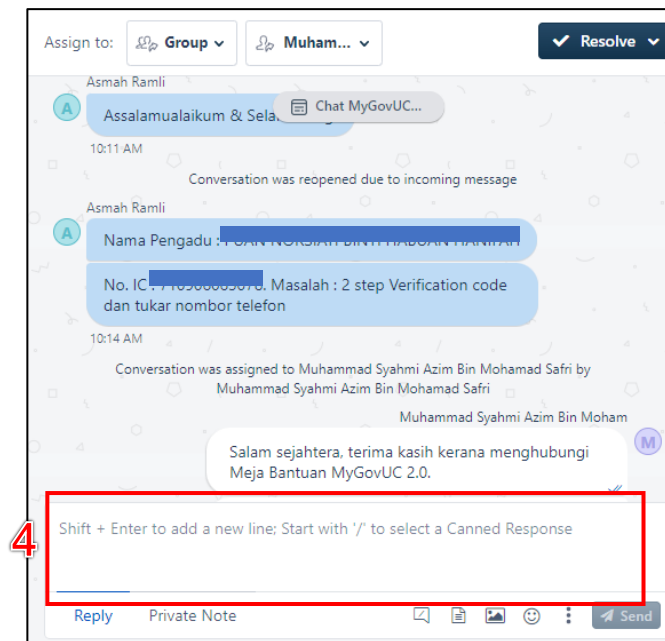 Assign to: Group Muham... Resolve
Asmah Ramli
Chat MyGovUC...
Assalamualaikum &
10:11 AM
Conversation was reopened due to incoming message
Asmah Ramli
Nama Pengadu :
No. IC : Masalah : 2 step Verification code
dan tukar nombor telefon
10:14 AM
Conversation was assigned to Muhammad Syahmi Azim Bin Mohamad Safri by
Muhammad Syahmi Azim Bin Mohamad Safri
Muhammad Syahmi Azim Bin Moham
Salam sejahtera, terima kasih kerana menghubungi
Meja Bantuan MyGovUC 2.0.
4
Shift + Enter to add a new line; Start with '/' to select a Canned Response
Reply Private Note Send